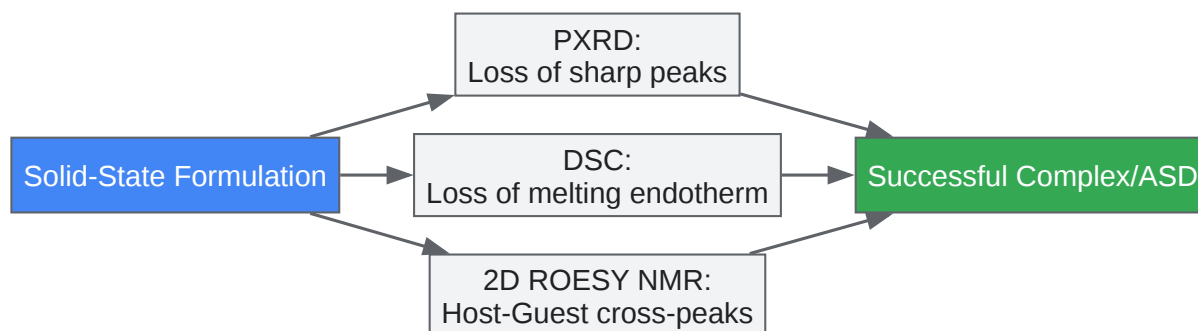 Solid-State Formulation
PXRD:
Loss of sharp peaks
DSC:
Loss of melting endotherm
2D ROESY NMR:
Host-Guest cross-peaks
Successful Complex/ASD